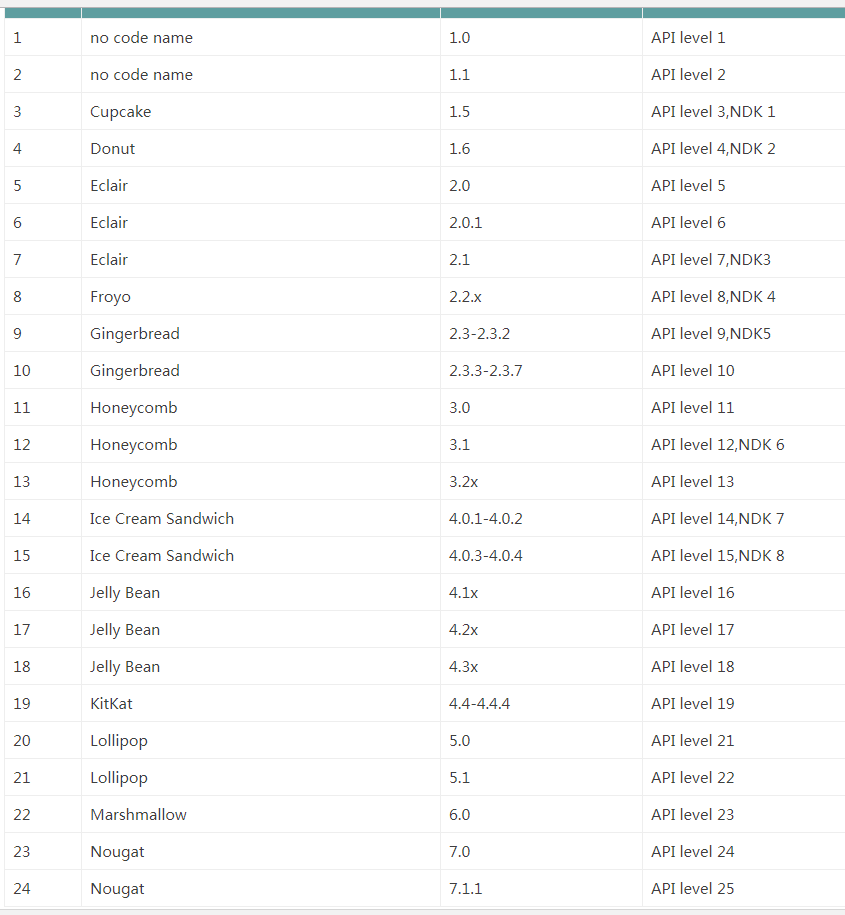 1 no code name 1.0 API level 1
2 no code name 1.1 API level 2
3 Cupcake 1.5 API level 3,NDK 1
4 Donut 1.6 API level 4,NDK 2
5 Eclair 2.0 API level 5
6 Eclair 2.0.1 API level 6
7 Eclair 2.1 API level 7,NDK3
8 Froyo 2.2.x API level 8,NDK 4
9 Gingerbread 2.3-2.3.2 API level 9,NDK5
10 Gingerbread 2.3.3-2.3.7 API level 10
11 Honeycomb 3.0 API level 11
12 Honeycomb 3.1 API level 12,NDK 6
13 Honeycomb 3.2x API level 13
14 Ice Cream Sandwich 4.0.1-4.0.2 API level 14,NDK 7
15 Ice Cream Sandwich 4.0.3-4.0.4 API level 15,NDK 8
16 Jelly Bean 4.1x API level 16
17 Jelly Bean 4.2x API level 17
18 Jelly Bean 4.3x API level 18
19 KitKat 4.4-4.4.4 API level 19
20 Lollipop 5.0 API level 21
21 Lollipop 5.1 API level 22
22 Marshmallow 6.0 API level 23
23 Nougat 7.0 API level 24
24 Nougat 7.1.1 API level 25